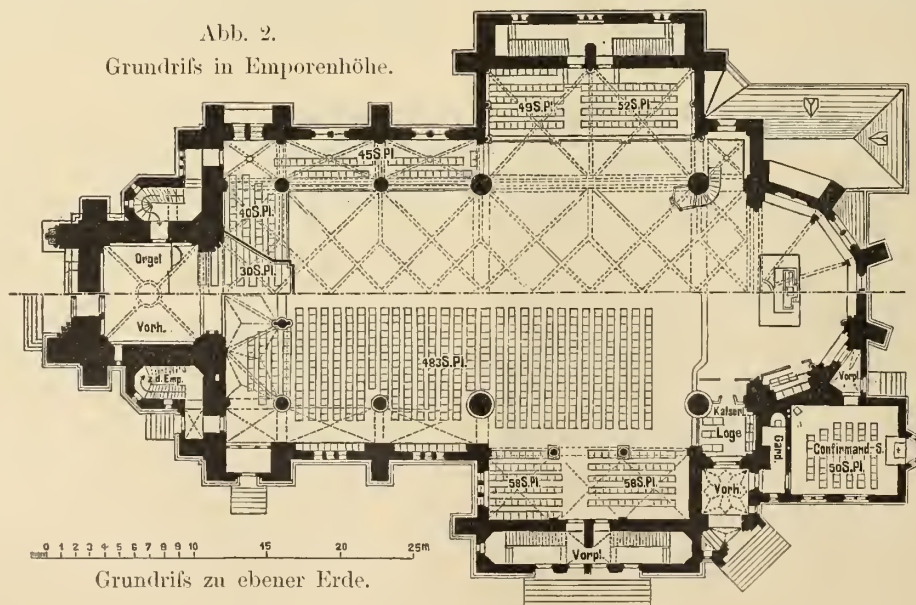 Abb. 2.
Grundriſs in Emporenhöhe.
49S.Pl.
52S.Pl.
45S.Pl.
40S.Pl.
Orgel
30S.Pl.
Vorh.
483S.Pl.
z.d.Emp.
Vorpl.
Kaiserl.
Loge
Gard.
Confirmand-S.
50S.Pl.
58S.Pl.
58S.Pl.
Vorh.
Vorpl.
0 1 2 3 4 5 6 7 8 9 10 15 20 25m
Grundriſs zu ebener Erde.